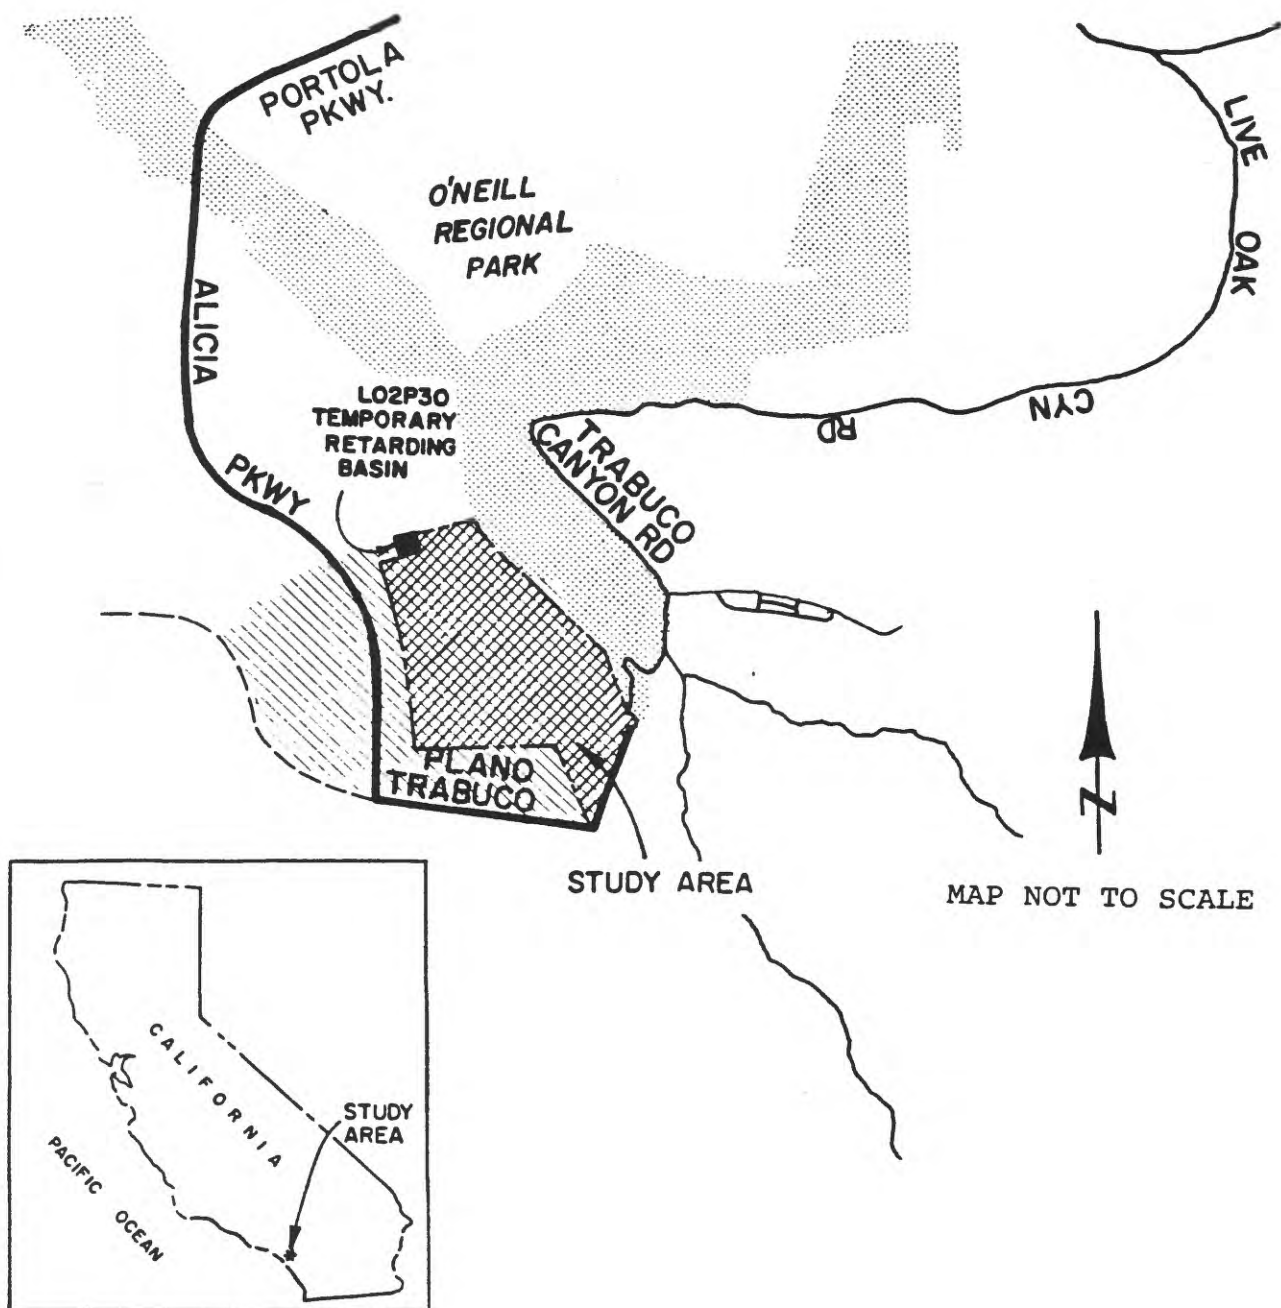 PORTOLA
PKWY.
O'NEILL
REGIONAL
PARK
LIVE
OAK
CYN
RD
ALICIA
PKWY
L02P30
TEMPORARY
RETARDING
BASIN
TRABUCO
CANYON RD
PLANO
TRABUCO
STUDY AREA
N
MAP NOT TO SCALE
CALIFORNIA
STUDY
AREA
PACIFIC OCEAN